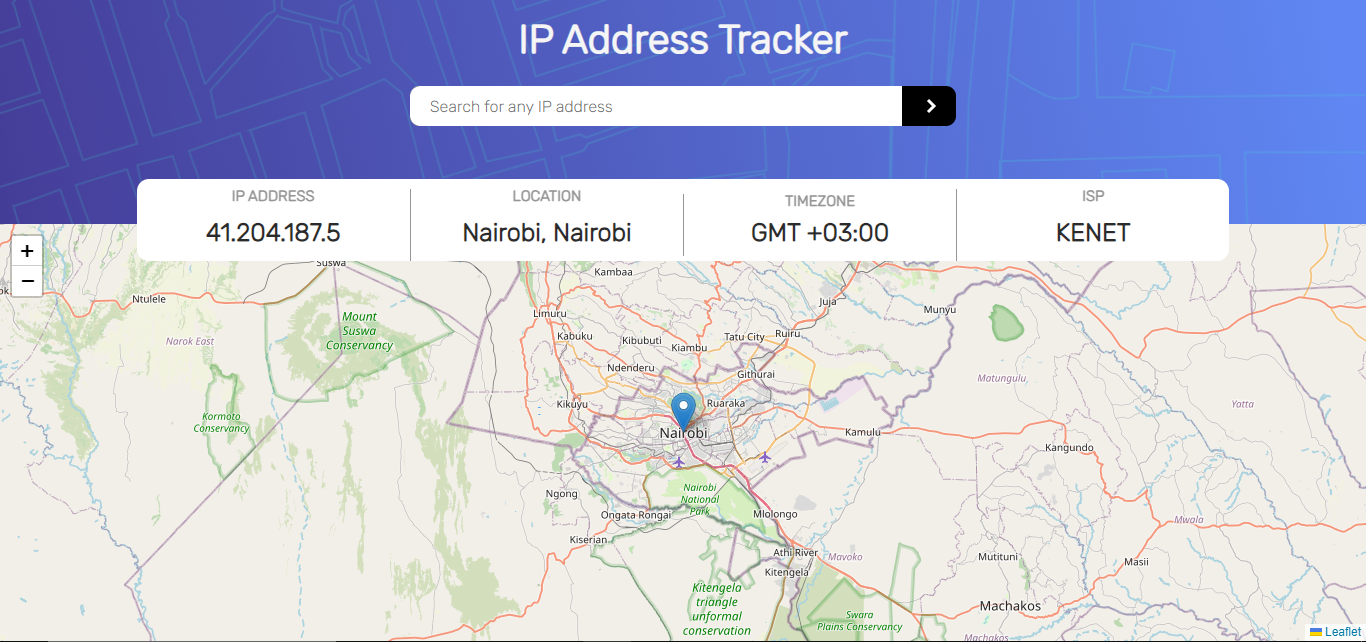 IP Address Tracker
Search for any IP address
IP ADDRESS
41.204.187.5
LOCATION
Nairobi, Nairobi
TIMEZONE
GMT +03:00
ISP
KENET
+
−
Suswa
Kambaa
Ntulele
Juja
Munyu
Limuru
Mount
Suswa
Conservancy
Narok East
Kabuku
Kibubuti
Kiambu
Tatu City
Ruiru
Ndenderu
Githurai
Matungulu
Kikuyu
Ruaraka
Yatta
Kormoto
Conservancy
Nairobi
Kamulu
Kangundo
Nairobi
National
Park
Ngong
Ongata Rongai
Mlolongo
Mwala
Kiserian
Athi River
Mavoko
Mutituni
Masii
Kitengela
Kitengela
triangle
unformal
conservation
Machakos
Swara
Plains Conservancy
Machakos
Leaflet